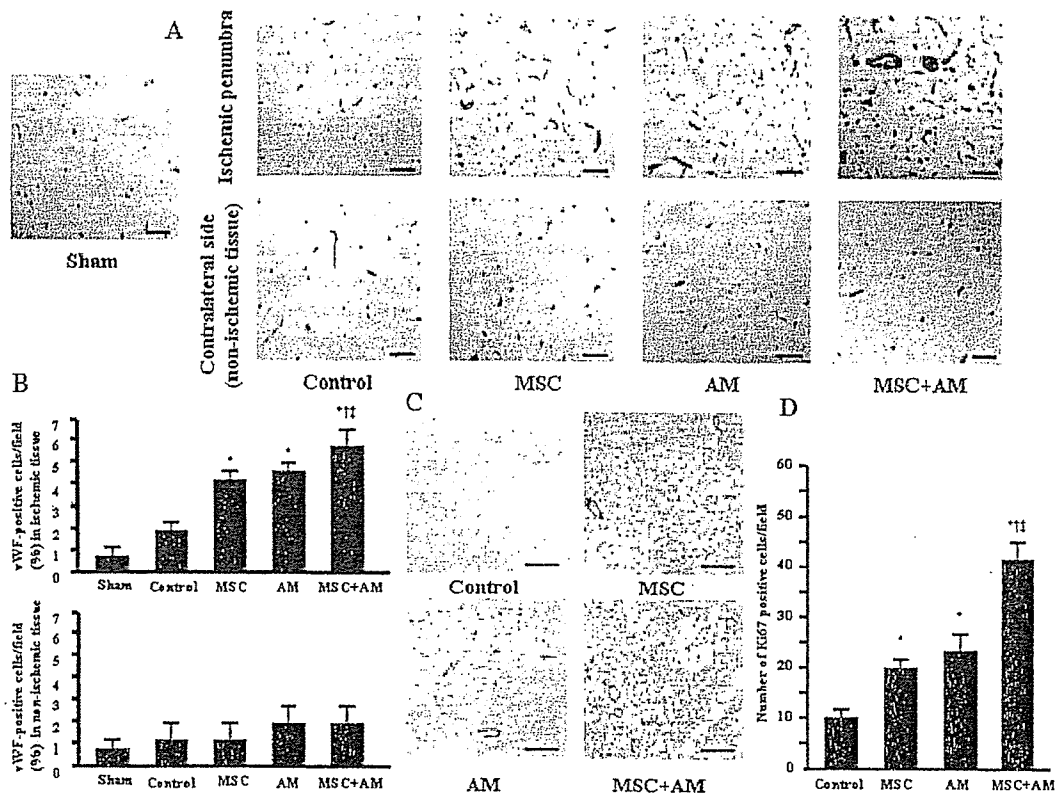 A
Sham
Ischemic penumbra
Contralateral side
(non-ischemic tissue)
Control
MSC
AM
MSC+AM
B
vWF-positive cells/field
(%) in ischemic tissue
7
6
5
4
3
2
1
0
*
*
*†‡
Sham
Control
MSC
AM
MSC+AM
vWF-positive cells/field
(%) in non-ischemic tissue
7
6
5
4
3
2
1
0
Sham
Control
MSC
AM
MSC+AM
C
Control
MSC
AM
MSC+AM
D
Number of Ki67 positive cells/field
60
50
40
30
20
10
0
*
*
*†‡
Control
MSC
AM
MSC+AM